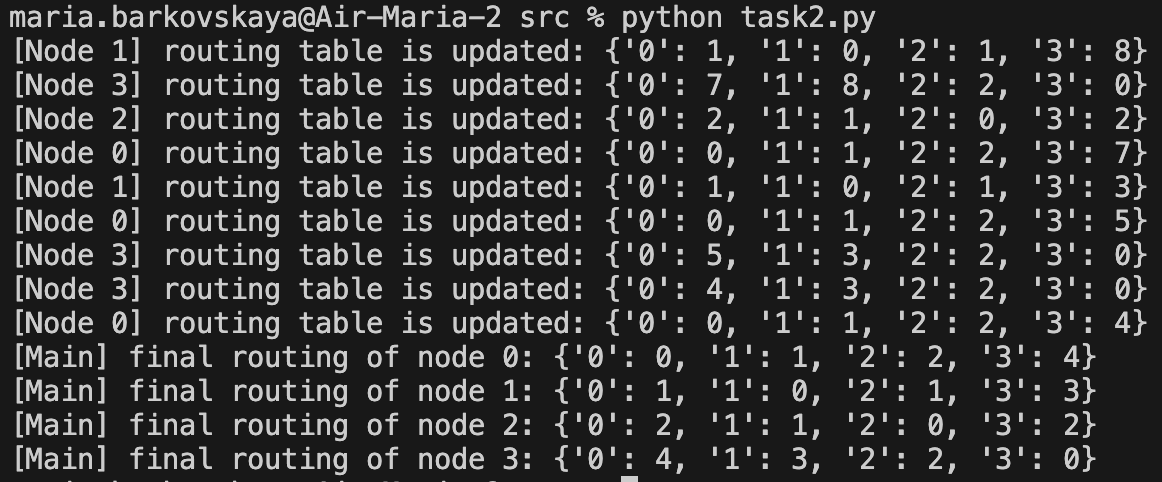 maria.barkovskaya@Air-Maria-2 src % python task2.py
[Node 1] routing table is updated: {'0': 1, '1': 0, '2': 1, '3': 8}
[Node 3] routing table is updated: {'0': 7, '1': 8, '2': 2, '3': 0}
[Node 2] routing table is updated: {'0': 2, '1': 1, '2': 0, '3': 2}
[Node 0] routing table is updated: {'0': 0, '1': 1, '2': 2, '3': 7}
[Node 1] routing table is updated: {'0': 1, '1': 0, '2': 1, '3': 3}
[Node 0] routing table is updated: {'0': 0, '1': 1, '2': 2, '3': 5}
[Node 3] routing table is updated: {'0': 5, '1': 3, '2': 2, '3': 0}
[Node 3] routing table is updated: {'0': 4, '1': 3, '2': 2, '3': 0}
[Node 0] routing table is updated: {'0': 0, '1': 1, '2': 2, '3': 4}
[Main] final routing of node 0: {'0': 0, '1': 1, '2': 2, '3': 4}
[Main] final routing of node 1: {'0': 1, '1': 0, '2': 1, '3': 3}
[Main] final routing of node 2: {'0': 2, '1': 1, '2': 0, '3': 2}
[Main] final routing of node 3: {'0': 4, '1': 3, '2': 2, '3': 0}